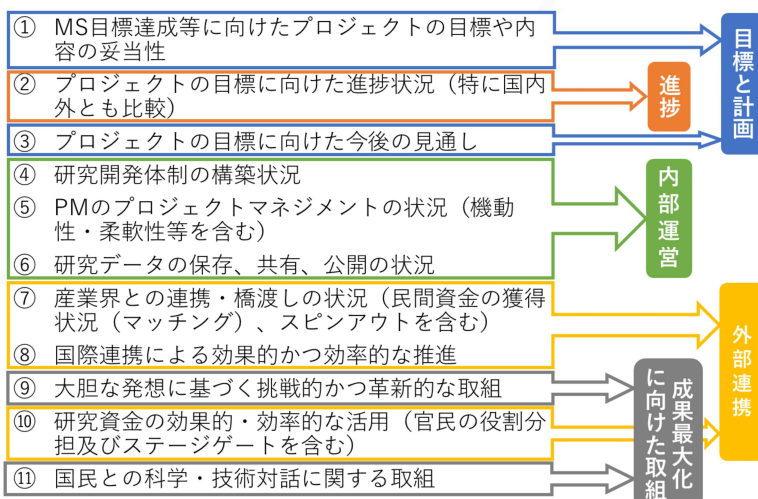 ① MS目標達成等に向けたプロジェクトの目標や内
容の妥当性
② プロジェクトの目標に向けた進捗状況（特に国内
外とも比較）
③ プロジェクトの目標に向けた今後の見通し
④ 研究開発体制の構築状況
⑤ PMのプロジェクトマネジメントの状況（機動
性・柔軟性等を含む）
⑥ 研究データの保存、共有、公開の状況
⑦ 産業界との連携・橋渡しの状況（民間資金の獲得
状況（マッチング）、スピンアウトを含む）
⑧ 国際連携による効果的かつ効率的な推進
⑨ 大胆な発想に基づく挑戦的かつ革新的な取組
⑩ 研究資金の効果的・効率的な活用（官民の役割分
担及びステージゲートを含む）
⑪ 国民との科学・技術対話に関する取組
目標と計画
進捗
内部運営
外部連携
成果最大化
に向けた取組